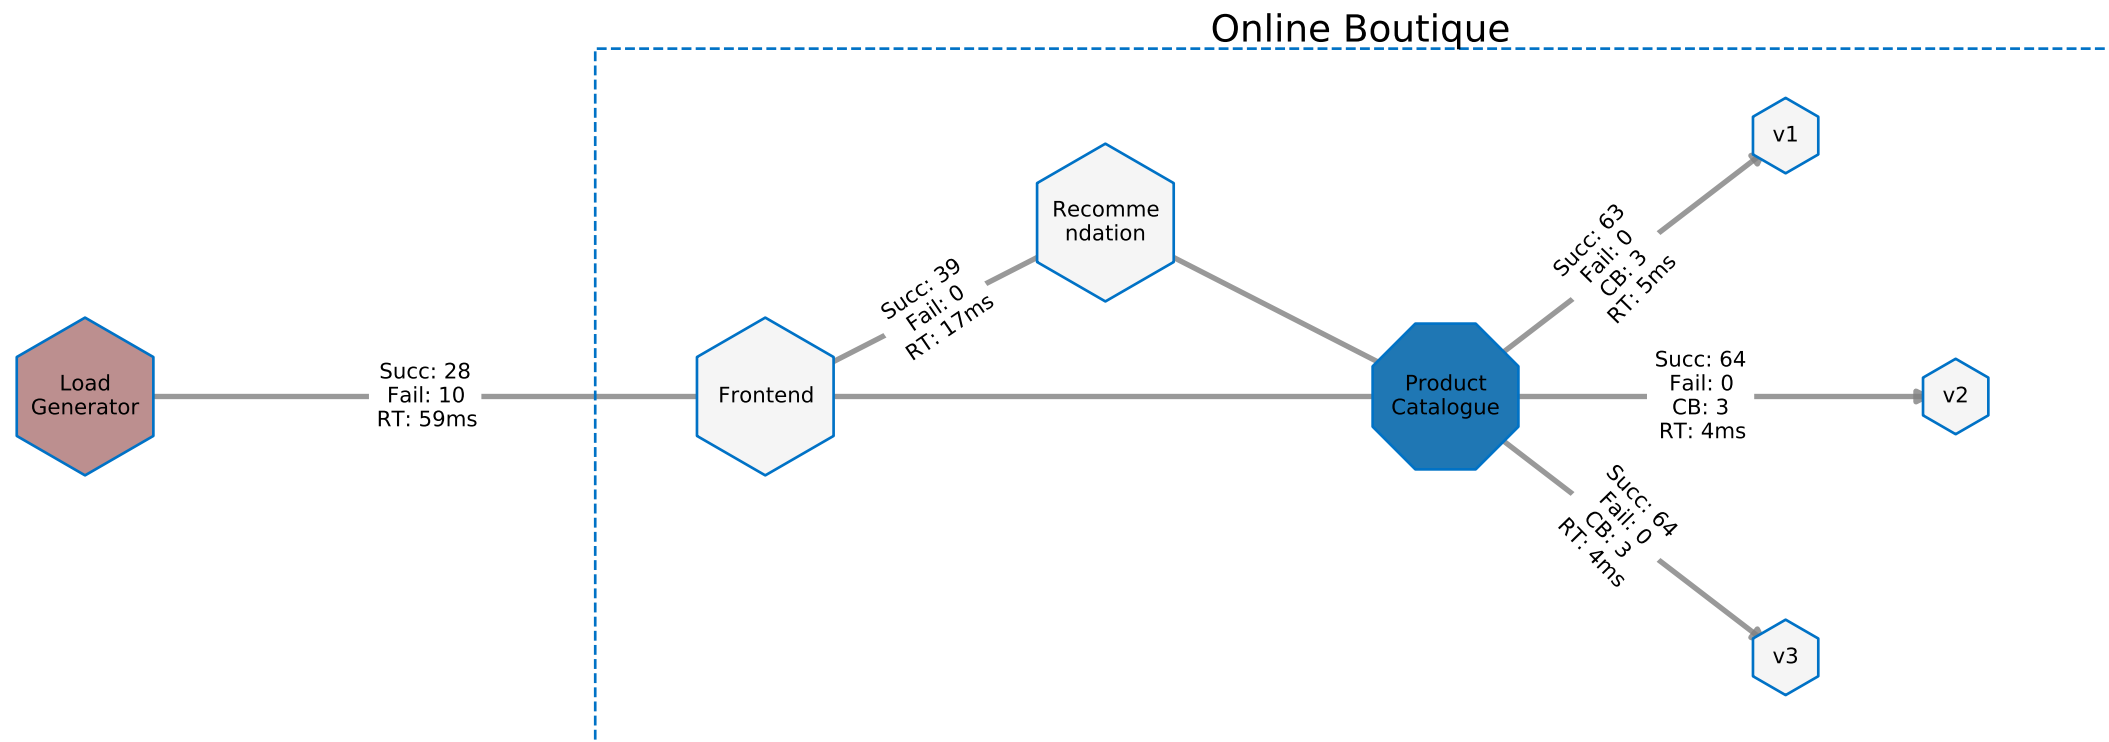 Online Boutique
Load
Generator
Succ: 28
Fail: 10
RT: 59ms
Frontend
Succ: 39
Fail: 0
RT: 17ms
Recomme
ndation
Product
Catalogue
Succ: 63
Fail: 0
CB: 3
RT: 5ms
v1
Succ: 64
Fail: 0
CB: 3
RT: 4ms
v2
Succ: 64
Fail: 0
CB: 3
RT: 4ms
v3